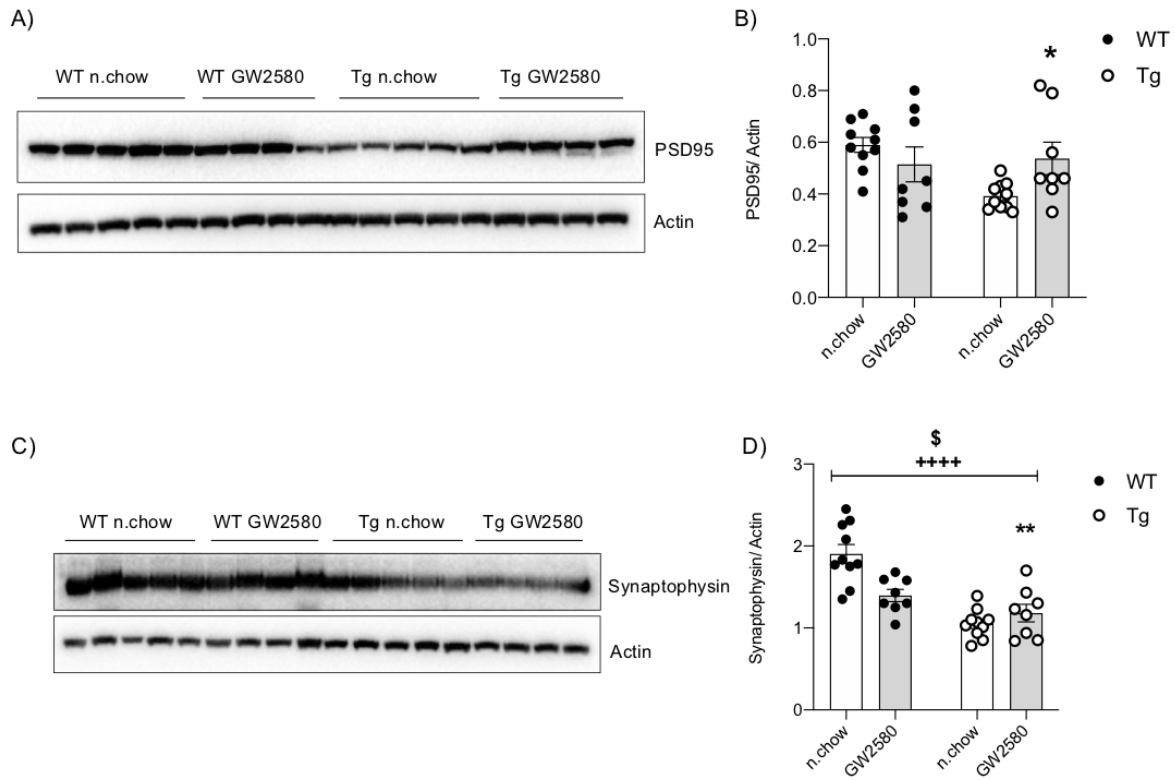 A)
WT n.chow WT GW2580 Tg n.chow Tg GW2580
PSD95
Actin
B)
WT
Tg
*
1.0
0.8
0.6
0.4
0.2
0.0
PSD95/ Actin
n.chow GW2580 n.chow GW2580
C)
WT n.chow WT GW2580 Tg n.chow Tg GW2580
Synaptophysin
Actin
D)
$
++++
WT
Tg
**
3
2
1
0
Synaptophysin/ Actin
n.chow GW2580 n.chow GW2580